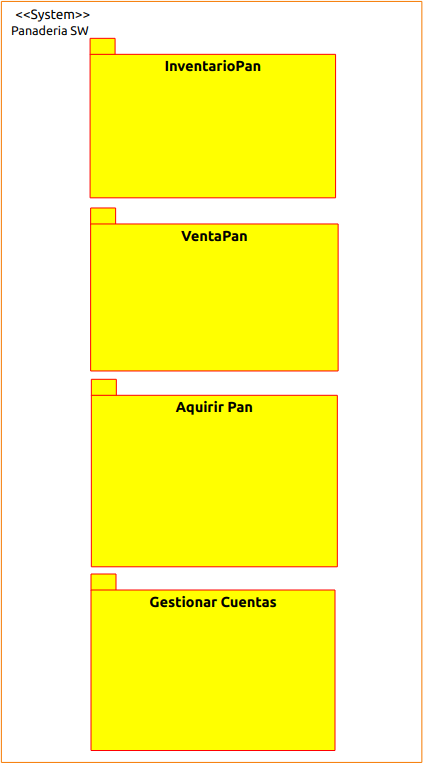 <<System>>
Panaderia SW
InventarioPan
VentaPan
Aquirir Pan
Gestionar Cuentas